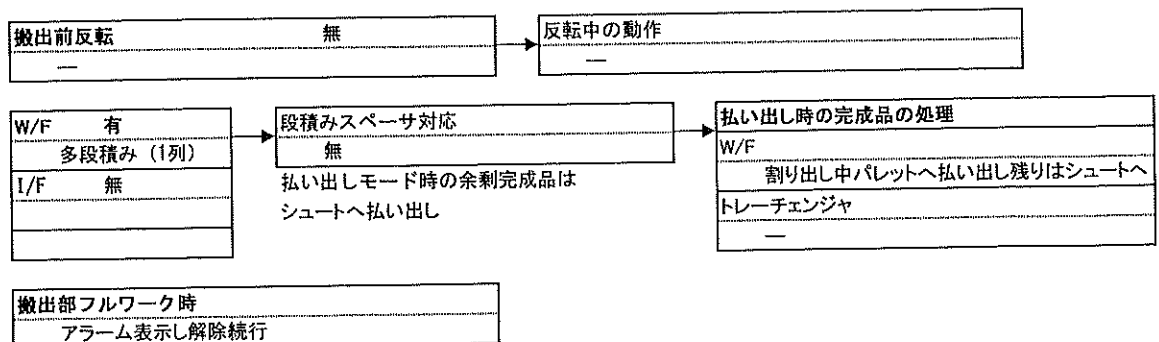 搬出前反転 無
―
反転中の動作
―
W/F 有
多段積み (1列)
I/F 無
段積みスペーサ対応
無
払い出しモード時の余剰完成品は
シュートへ払い出し
払い出し時の完成品の処理
W/F
割り出し中パレットへ払い出し残りはシュートへ
トレーチェンジャ
―
搬出部フルワーク時
アラーム表示し解除続行